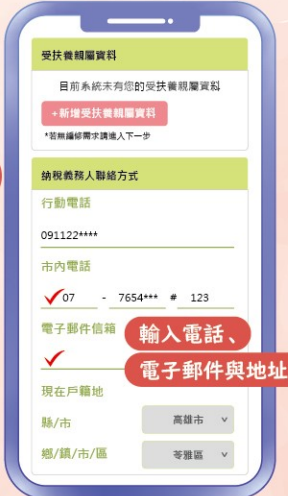 受扶養親屬資料
目前系統未有您的受扶養親屬資料
+新增受扶養親屬資料
*若無編修需求請進入下一步
納稅義務人聯絡方式
行動電話
091122****
市內電話
07 - 7654*** # 123
電子郵件信箱
輸入電話、
電子郵件與地址
現在戶籍地
縣/市 高雄市 ∨
鄉/鎮/市/區 苓雅區 ∨